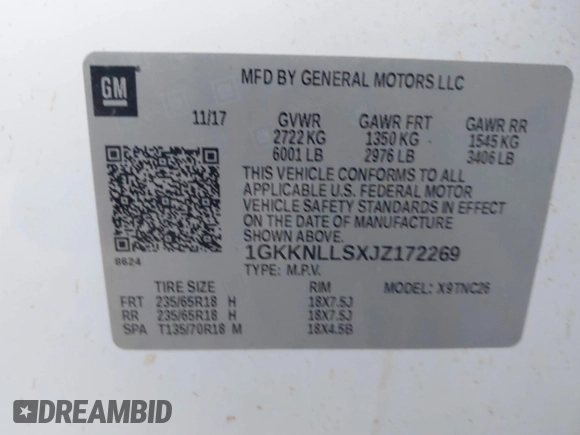 GM
MFD BY GENERAL MOTORS LLC
11/17 GVWR GAWR FRT GAWR RR
2722 KG 1350 KG 1545 KG
6001 LB 2976 LB 3406 LB
THIS VEHICLE CONFORMS TO ALL
APPLICABLE U.S. FEDERAL MOTOR
VEHICLE SAFETY STANDARDS IN EFFECT
ON THE DATE OF MANUFACTURE
SHOWN ABOVE.
1GKKNLLSXJZ172269
8624
TYPE: M.P.V. MODEL: X9TNC26
TIRE SIZE RIM
FRT 235/65R18 H 18X7.5J
RR 235/65R18 H 18X7.5J
SPA T135/70R18 M 18X4.5B
DREAMBID